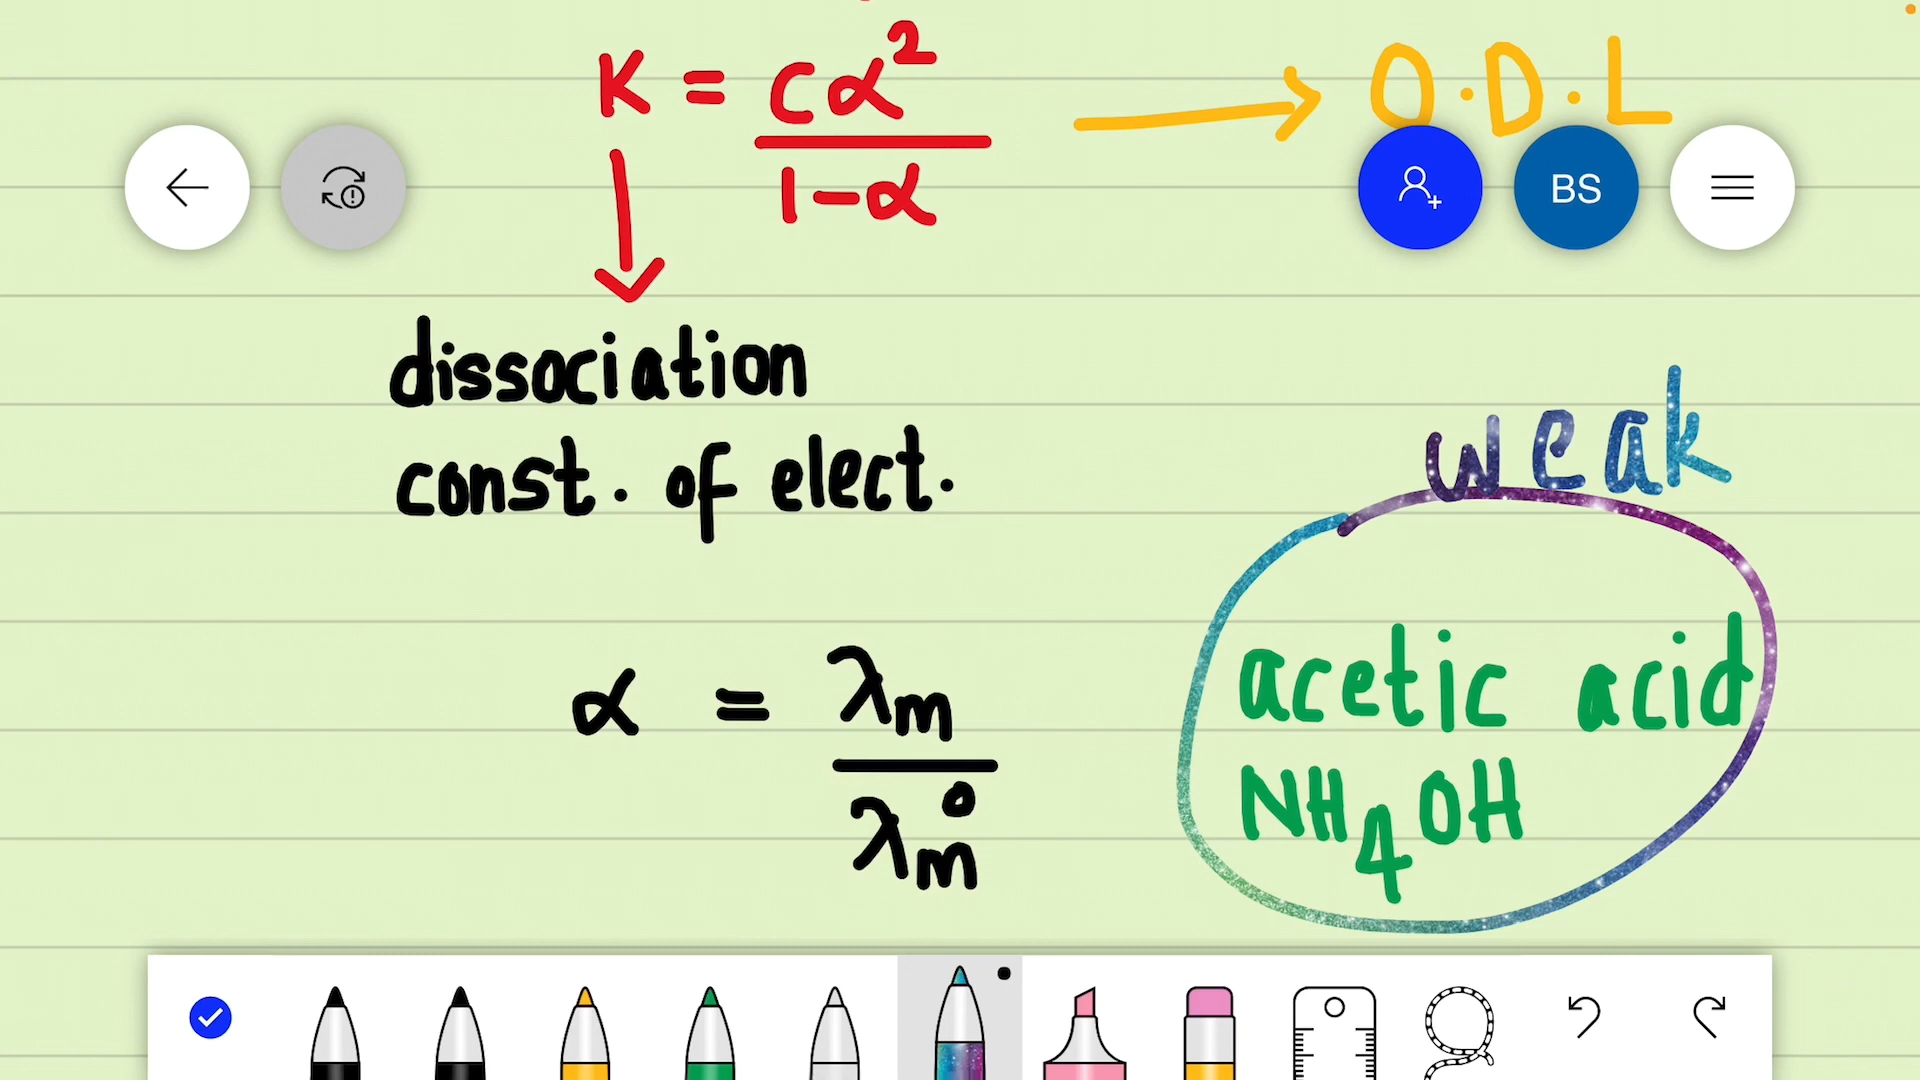 K = cα²
1-α
O.D.L
BS
dissociation
const. of elect.
weak
α = λm
λm°
acetic acid
NH4OH